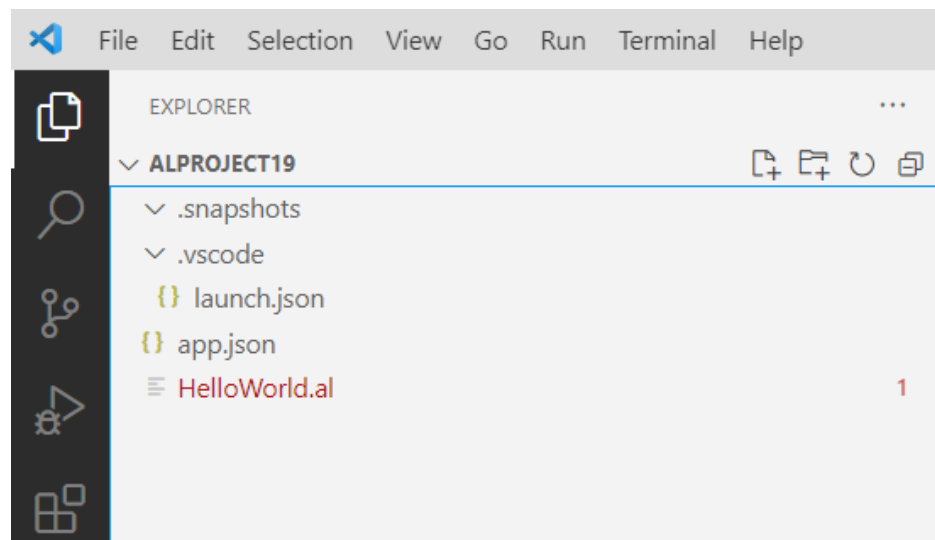 File Edit Selection View Go Run Terminal Help
EXPLORER
ALPROJECT19
.snapshots
.vscode
{} launch.json
{} app.json
HelloWorld.al 1